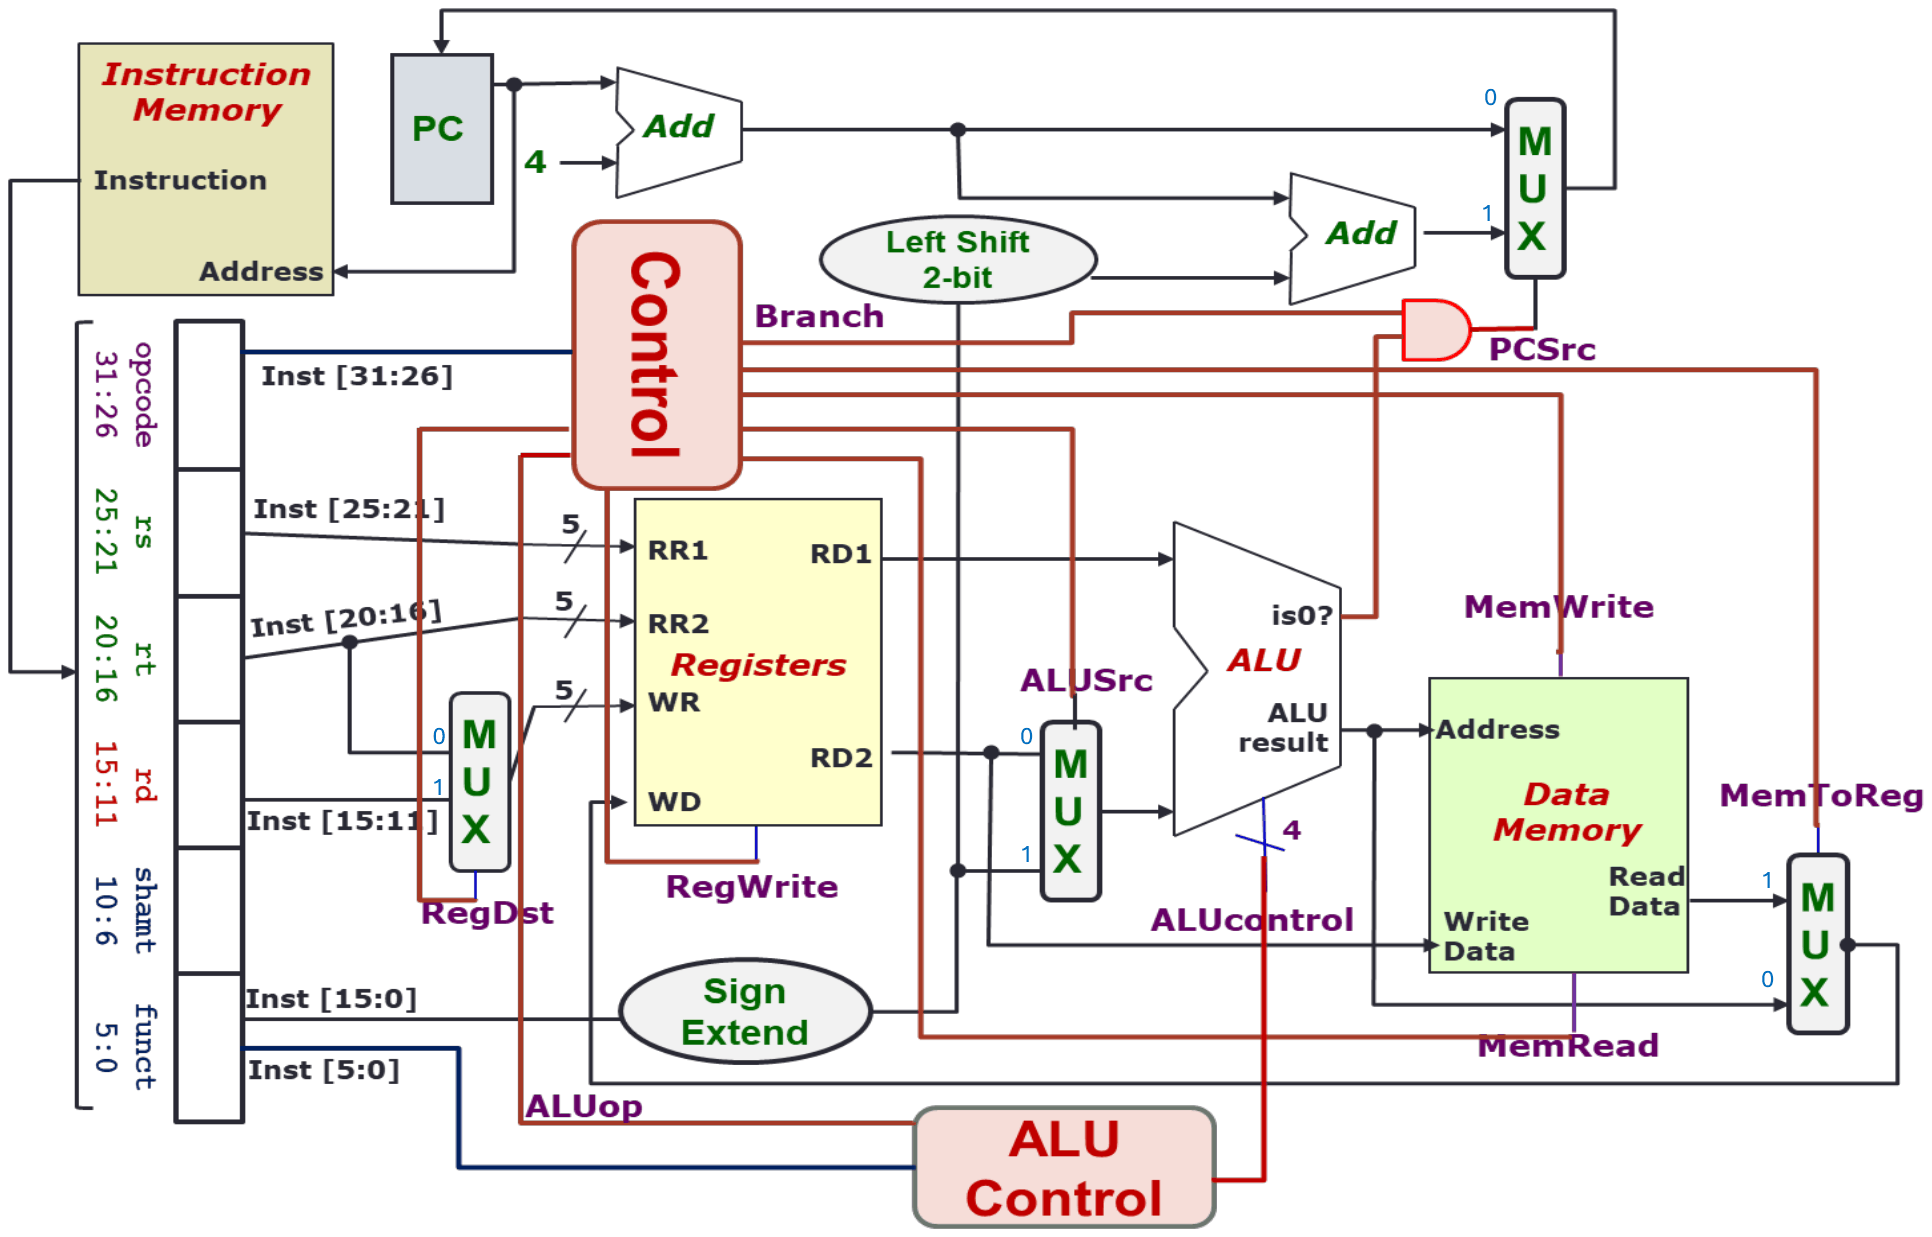 Instruction
Memory
Instruction
Address
PC
4
Add
0
1
M
U
X
Add
Left Shift
2-bit
Control
Branch
PCSrc
opcode
31:26
Inst [31:26]
rs
25:21
Inst [25:21]
5
rt
20:16
Inst [20:16]
5
rd
15:11
Inst [15:11]
5
shamt
10:6
funct
5:0
Inst [15:0]
Inst [5:0]
0
1
M
U
X
RegDst
RR1
RR2
WR
WD
Registers
RD1
RD2
RegWrite
ALUSrc
0
1
M
U
X
is0?
ALU
ALU
result
4
ALUcontrol
MemWrite
Address
Data
Memory
Read
Data
Write
Data
MemRead
MemToReg
1
0
M
U
X
Sign
Extend
ALUop
ALU
Control